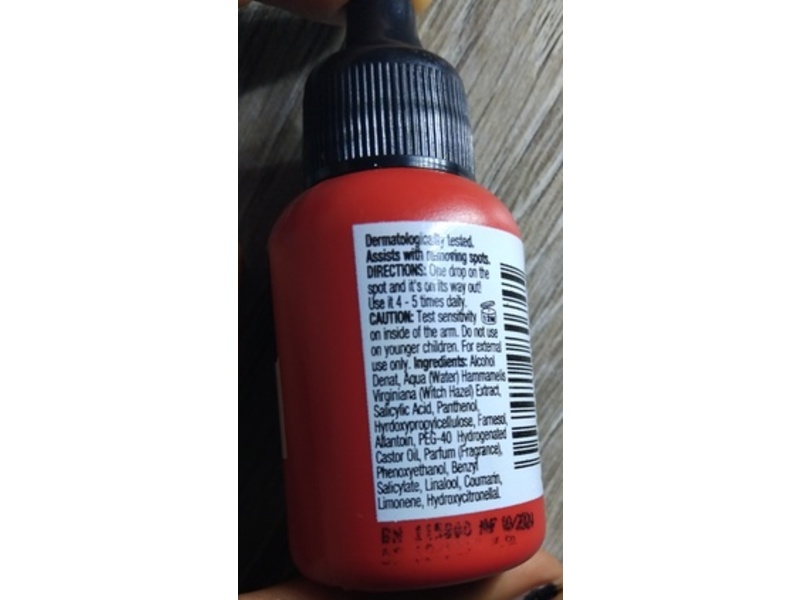 Dermatologically tested.
Assists with removing spots.
DIRECTIONS: One drop on the
spot and it's on its way out!
Use it 4 - 5 times daily.
CAUTION: Test sensitivity
on inside of the arm. Do not use
on younger children. For external
use only. Ingredients: Alcohol
Denat, Aqua (Water) Hammamelis
Virginiana (Witch Hazel) Extract,
Salicylic Acid, Panthenol,
Hyrdoxypropylcellulose, Farnesol,
Allantoin, PEG-40 Hydrogenated
Castor Oil, Parfum (Fragrance),
Phenoxyethanol, Benzyl
Salicylate, Linalool, Coumarin,
Limonene, Hydroxycitronellal.
BN MNF